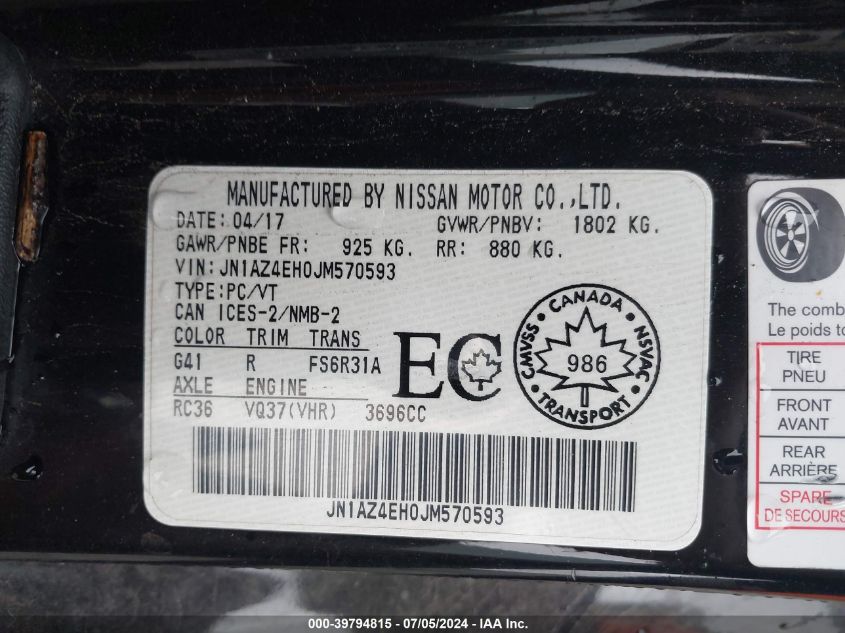 MANUFACTURED BY NISSAN MOTOR CO.,LTD.
DATE: 04/17 GVWR/PNBV: 1802 KG.
GAWR/PNBE FR: 925 KG. RR: 880 KG.
VIN: JN1AZ4EH0JM570593
TYPE: PC/VT
CAN ICES-2/NMB-2
COLOR TRIM TRANS
G41 R FS6R31A
AXLE ENGINE
RC36 VQ37(VHR) 3696CC
EC
CANADA
CMVSS
NSVAC
986
TRANSPORT
JN1AZ4EH0JM570593
The comb
Le poids to
TIRE
PNEU
FRONT
AVANT
REAR
ARRIÈRE
SPARE
DE SECOURS
000-39794815 - 07/05/2024 - IAA Inc.